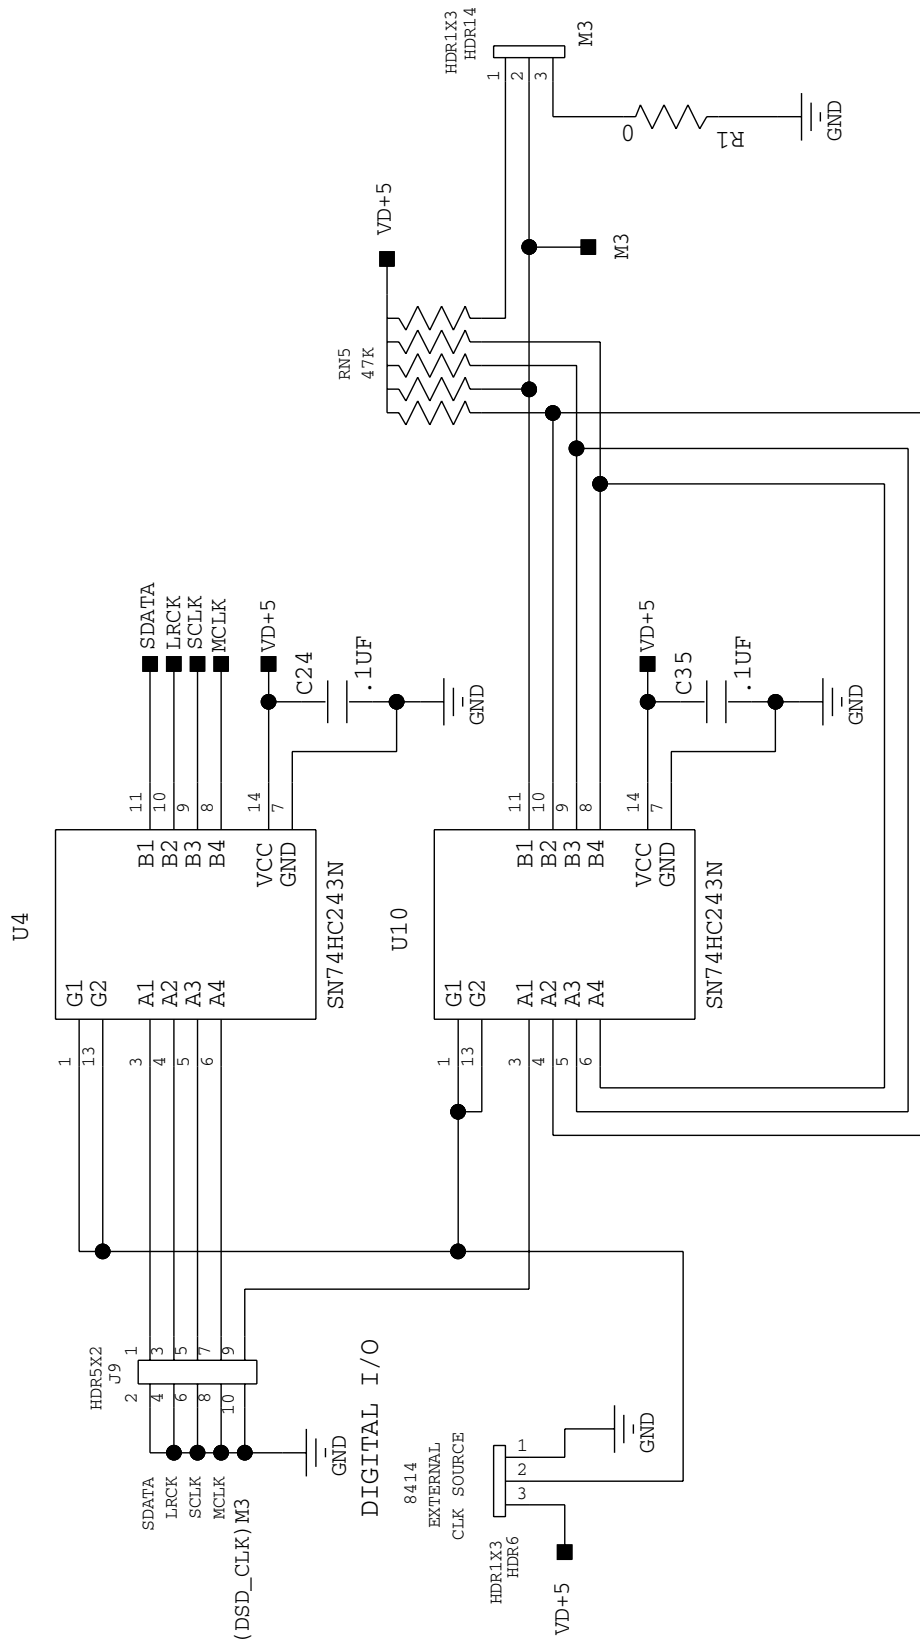 HDR1X3
HDR14
M3
1
2
3
0
R1
GND
VD+5
M3
RN5
47K
SDATA
LRCK
SCLK
MCLK
VD+5
C24
.1UF
GND
11
10
9
8
14
7
B1
B2
B3
B4
VCC
GND
U4
SN74HC243N
G1
G2
A1
A2
A3
A4
1
13
3
4
5
6
VD+5
C35
.1UF
GND
11
10
9
8
14
7
B1
B2
B3
B4
VCC
GND
U10
SN74HC243N
G1
G2
A1
A2
A3
A4
1
13
3
4
5
6
HDR5X2
J9
1
3
5
7
9
2
4
6
8
10
GND
SDATA
LRCK
SCLK
MCLK
(DSD_CLK)M3
DIGITAL I/O
8414
EXTERNAL
CLK SOURCE
1
2
3
GND
HDR1X3
HDR6
VD+5